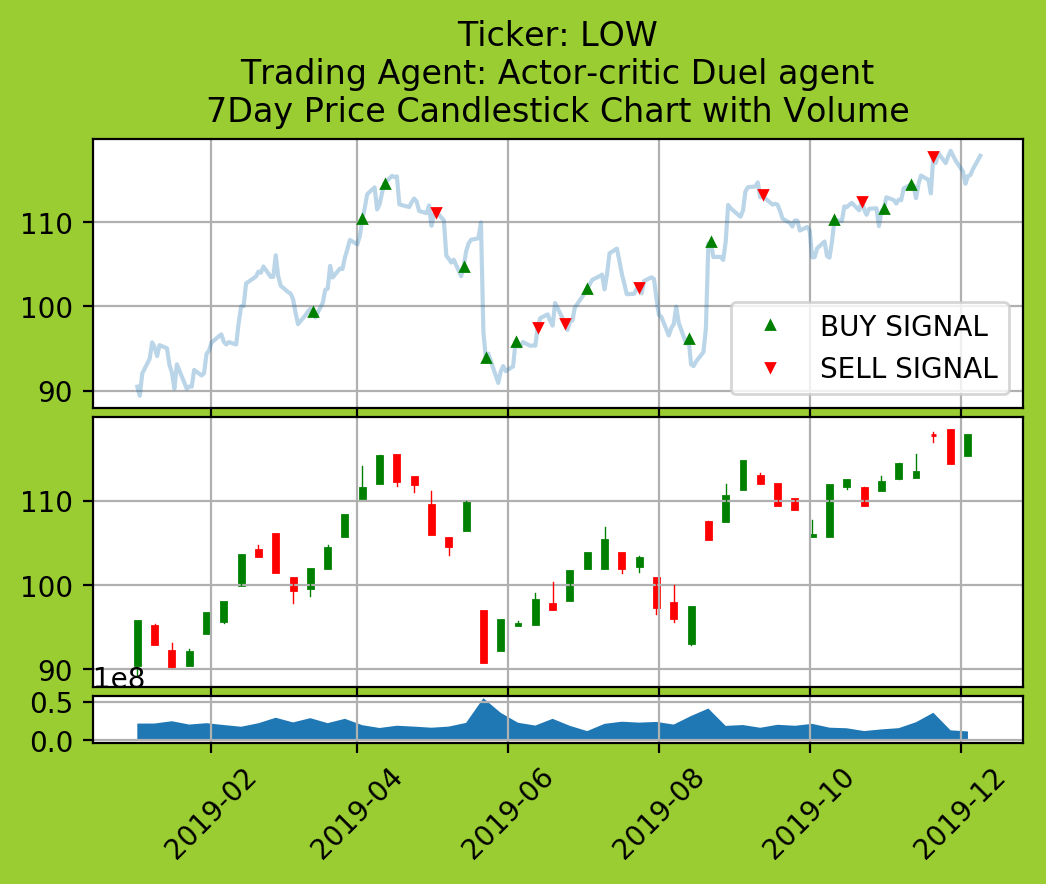 Ticker: LOW
Trading Agent: Actor-critic Duel agent
7Day Price Candlestick Chart with Volume
110
100
90
BUY SIGNAL
SELL SIGNAL
110
100
90
1e8
0.5
0.0
2019-02
2019-04
2019-06
2019-08
2019-10
2019-12